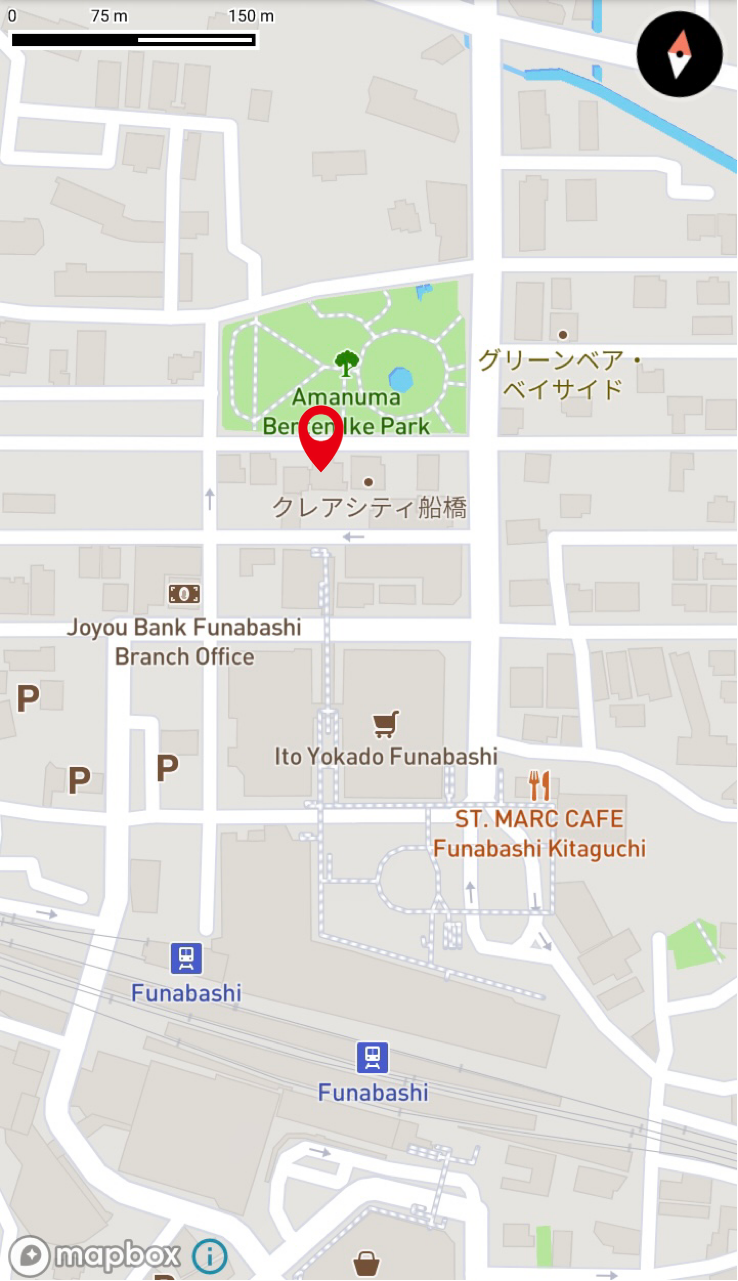 0 75 m 150 m
グリーンベア・
ベイサイド
Amanuma
Benten Ike Park
クレアシティ船橋
Joyou Bank Funabashi
Branch Office
P
Ito Yokado Funabashi
P
P
ST. MARC CAFE
Funabashi Kitaguchi
Funabashi
Funabashi
mapbox
i
P